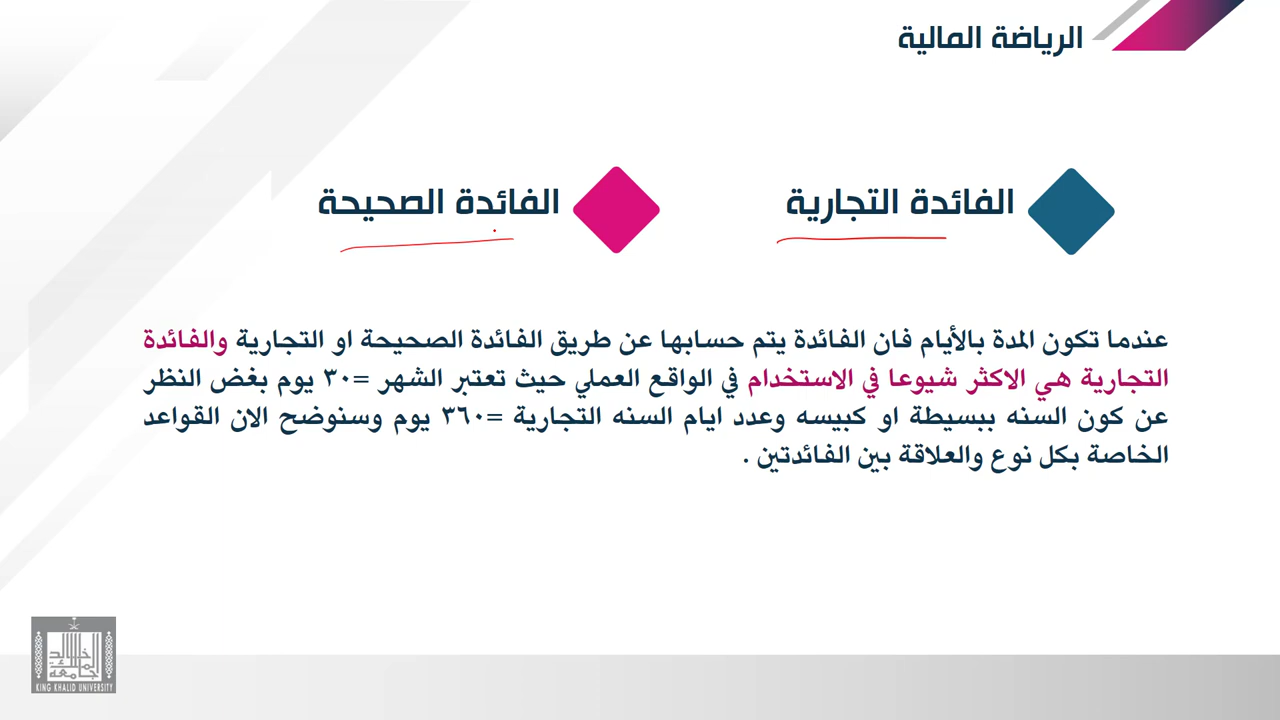 الرياضة المالية
الفائدة التجارية
الفائدة الصحيحة
عندما تكون المدة بالأيام فان الفائدة يتم حسابها عن طريق الفائدة الصحيحة او التجارية والفائدة
التجارية هي الاكثر شيوعا في الاستخدام في الواقع العملي حيث تعتبر الشهر =٣٠ يوم بغض النظر
عن كون السنه ببسيطة او كبيسه وعدد ايام السنه التجارية =٣٦٠ يوم وسنوضح الان القواعد
الخاصة بكل نوع والعلاقة بين الفائدتين .
جامعة الملك خالد
KING KHALID UNIVERSITY